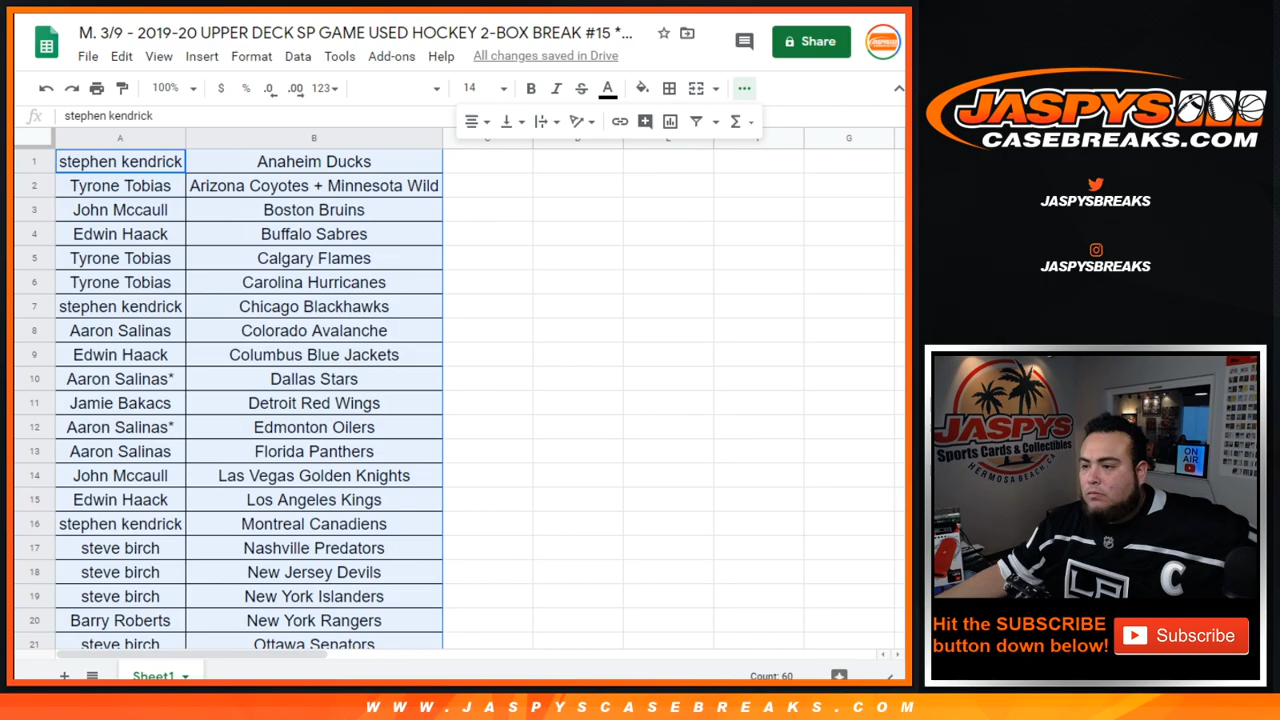 M. 3/9 - 2019-20 UPPER DECK SP GAME USED HOCKEY 2-BOX BREAK #15 *...
File Edit View Insert Format Data Tools Add-ons Help All changes saved in Drive
Share
100% $ % .0 .00 123 14 B I S A
fx stephen kendrick
A B C D E F G
1 stephen kendrick Anaheim Ducks
2 Tyrone Tobias Arizona Coyotes + Minnesota Wild
3 John Mccaull Boston Bruins
4 Edwin Haack Buffalo Sabres
5 Tyrone Tobias Calgary Flames
6 Tyrone Tobias Carolina Hurricanes
7 stephen kendrick Chicago Blackhawks
8 Aaron Salinas Colorado Avalanche
9 Edwin Haack Columbus Blue Jackets
10 Aaron Salinas* Dallas Stars
11 Jamie Bakacs Detroit Red Wings
12 Aaron Salinas* Edmonton Oilers
13 Aaron Salinas Florida Panthers
14 John Mccaull Las Vegas Golden Knights
15 Edwin Haack Los Angeles Kings
16 stephen kendrick Montreal Canadiens
17 steve birch Nashville Predators
18 steve birch New Jersey Devils
19 steve birch New York Islanders
20 Barry Roberts New York Rangers
21 steve birch Ottawa Senators
Sheet1
Count: 60
JASPYS
CASEBREAKS.COM
JASPYSBREAKS
JASPYSBREAKS
JASPYS
Sports Cards & Collectibles
HERMOSA BEACH, CA
ON AIR
LA
C
Hit the SUBSCRIBE
button down below!
Subscribe
WWW.JASPYSCASEBREAKS.COM